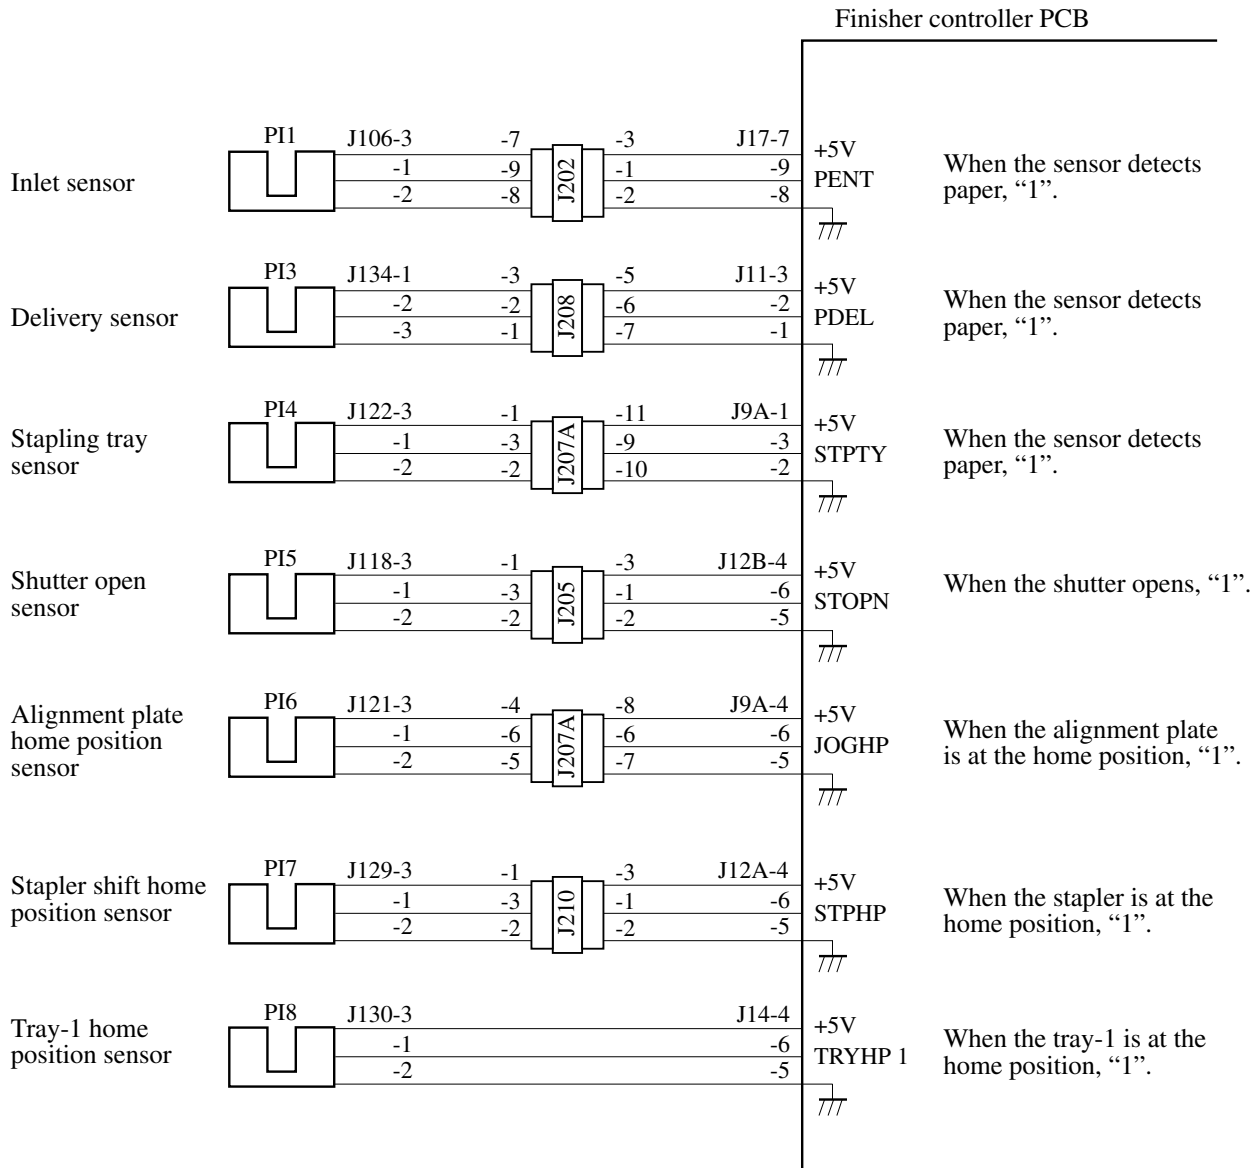 Finisher controller PCB
PI1 J106-3 -7 -3 J17-7 +5V
Inlet sensor -1 -9 J202 -1 -9 PENT When the sensor detects
-2 -8 -2 -8 paper, “1”.
PI3 J134-1 -3 -5 J11-3 +5V
Delivery sensor -2 -2 J208 -6 -2 PDEL When the sensor detects
-3 -1 -7 -1 paper, “1”.
PI4 J122-3 -1 -11 J9A-1 +5V
Stapling tray -1 -3 J207A -9 -3 STPTY When the sensor detects
sensor -2 -2 -10 -2 paper, “1”.
PI5 J118-3 -1 -3 J12B-4 +5V
Shutter open -1 -3 J205 -1 -6 STOPN When the shutter opens, “1”.
sensor -2 -2 -2 -5
PI6 J121-3 -4 -8 J9A-4 +5V
Alignment plate -1 -6 J207A -6 -6 JOGHP When the alignment plate
home position -2 -5 -7 -5 is at the home position, “1”.
sensor
PI7 J129-3 -1 -3 J12A-4 +5V
Stapler shift home -1 -3 J210 -1 -6 STPHP When the stapler is at the
position sensor -2 -2 -2 -5 home position, “1”.
PI8 J130-3 J14-4 +5V
Tray-1 home -1 -6 TRYHP 1 When the tray-1 is at the
position sensor -2 -5 home position, “1”.